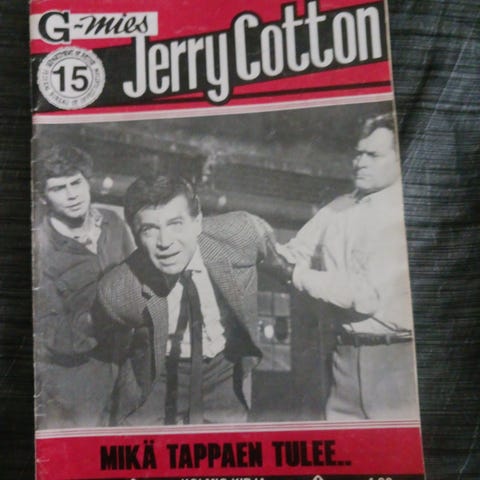 G-mies
Jerry Cotton
15
MIKÄ TAPPAEN TULEE..